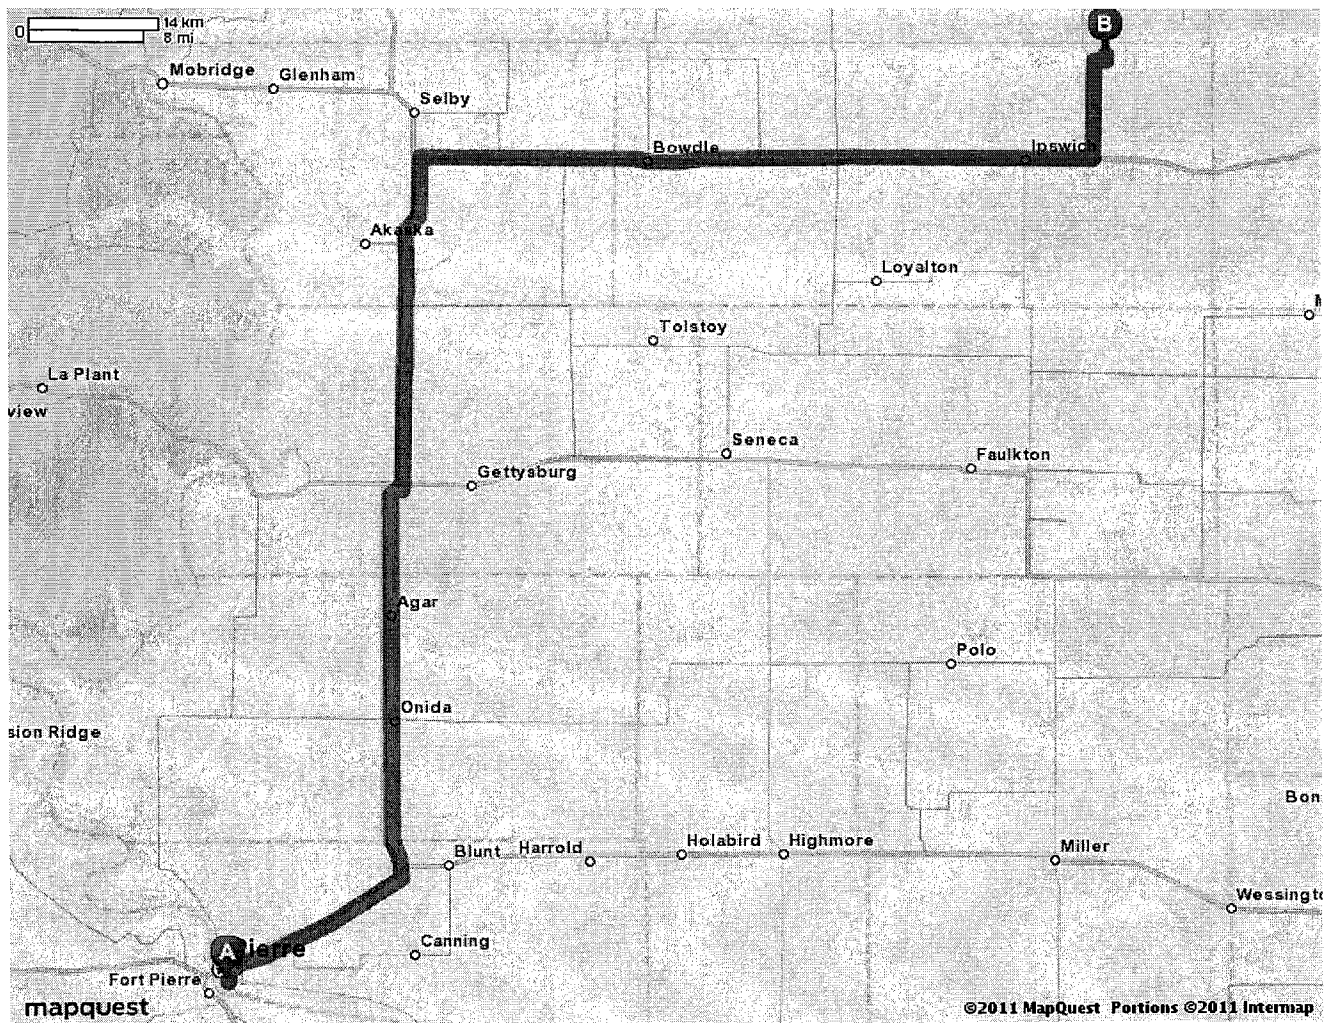 14 km
0
8 mi
B
Mobridge
Glenham
Selby
Bowdle
Ipswich
Akaska
Loyalton
M
Tolstoy
La Plant
view
Seneca
Faulkton
Gettysburg
Agar
Polo
Onida
sion Ridge
Bon
Blunt
Harrold
Holabird
Highmore
Miller
Wessingto
Canning
A
ierre
Fort Pierre
mapquest
©2011 MapQuest Portions ©2011 Intermap